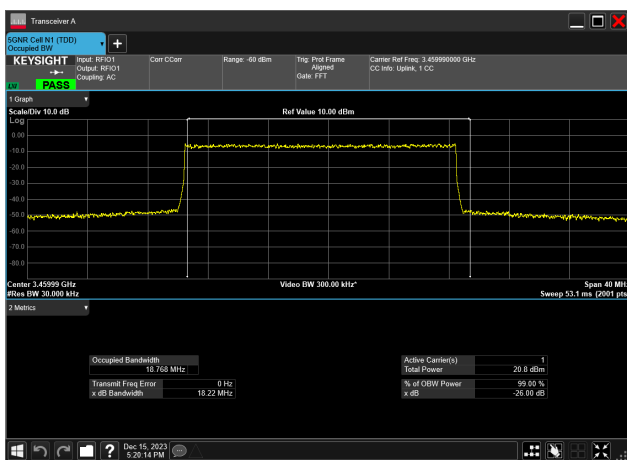 Transceiver A
5GNR Cell N1 (TDD)
Occupied BW
KEYSIGHT
Input: RFIO1
Output: RFIO1
Coupling: AC
Corr CCorr
Range: -60 dBm
Trig: Prot Frame
Aligned
Gate: FFT
Carrier Ref Freq: 3.459990000 GHz
CC Info: Uplink, 1 CC
PASS
1 Graph
Scale/Div 10.0 dB
Ref Value 10.00 dBm
Log
0.00
-10.0
-20.0
-30.0
-40.0
-50.0
-60.0
-70.0
-80.0
Center 3.45999 GHz
Video BW 300.00 kHz*
Span 40 MH
#Res BW 30.000 kHz
Sweep 53.1 ms (2001 pts
2 Metrics
Occupied Bandwidth
18.768 MHz
Transmit Freq Error 0 Hz
x dB Bandwidth 18.22 MHz
Active Carrier(s) 1
Total Power 20.8 dBm
% of OBW Power 99.00 %
x dB -26.00 dB
?
Dec 15, 2023
5:20:14 PM